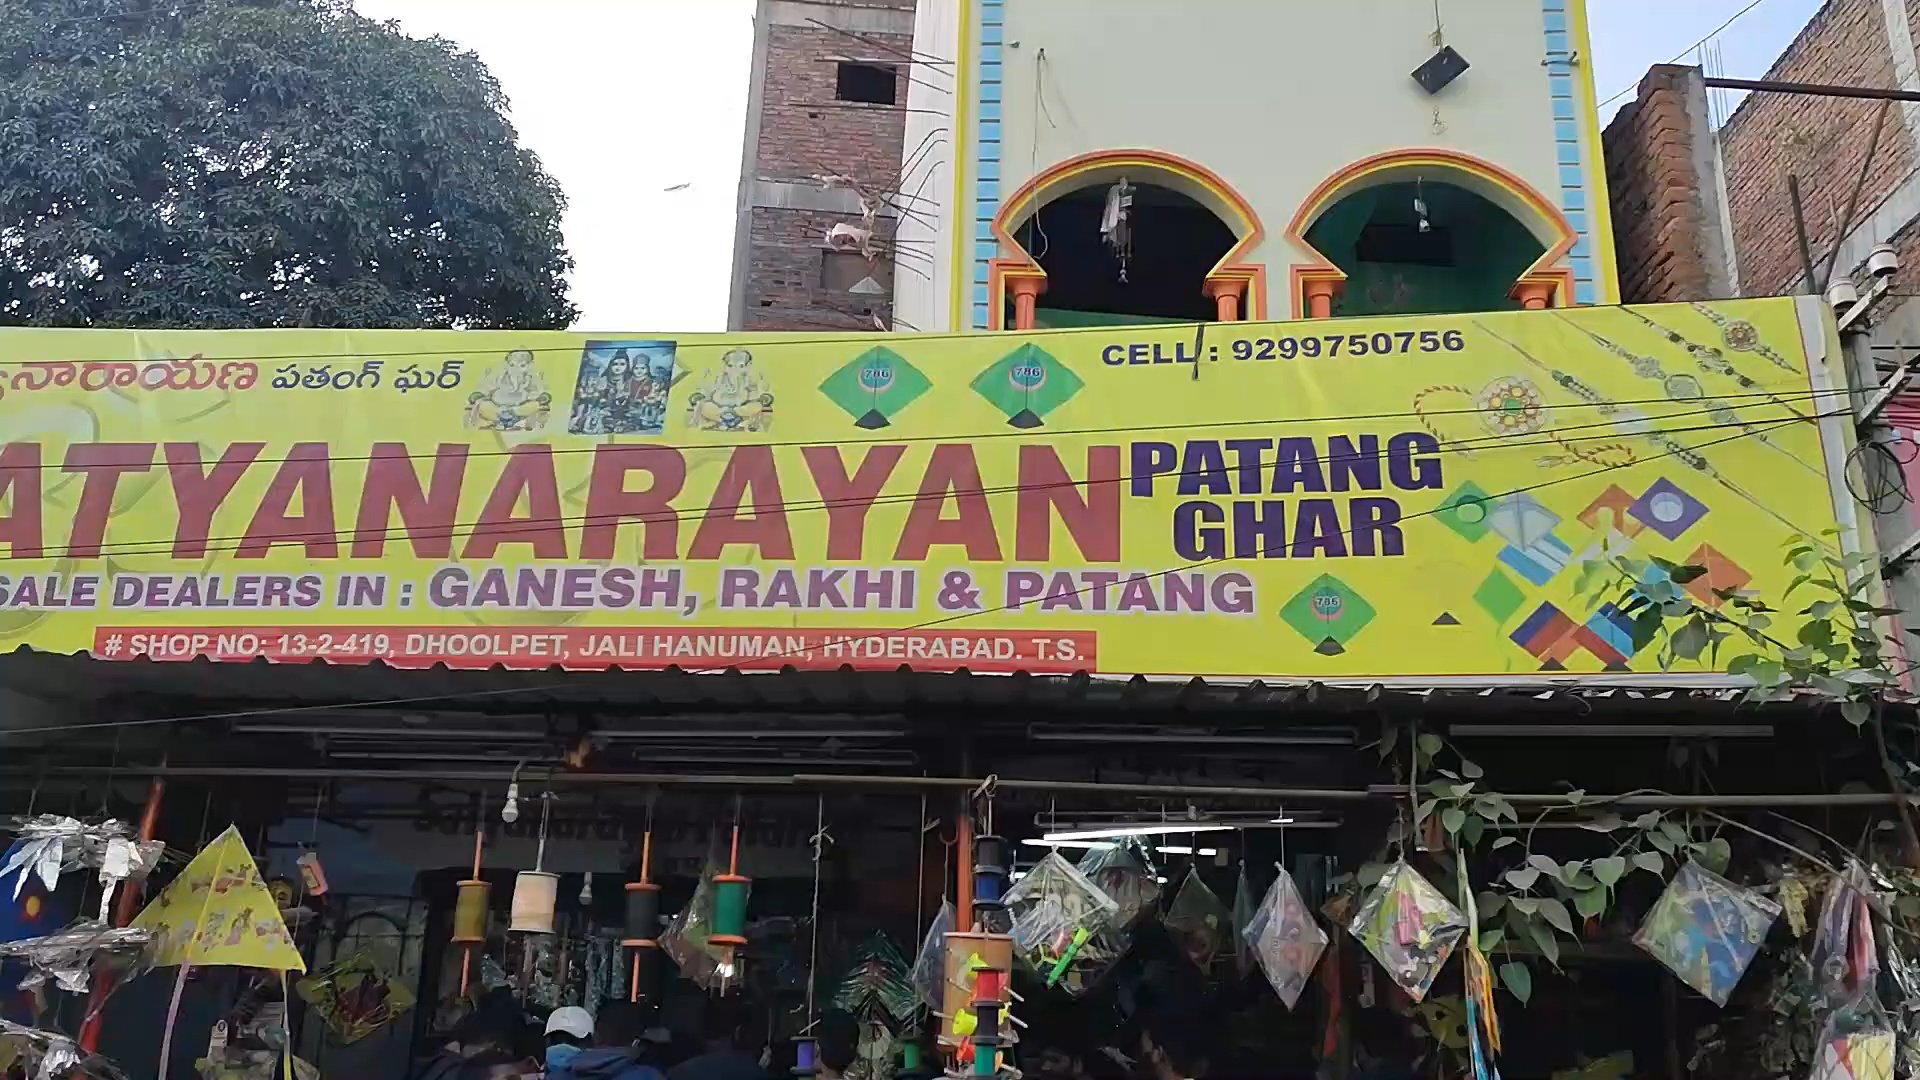 ్యనారాయణ పతంగ్ ఘర్
786
786
CELL : 9299750756
ATYANARAYAN PATANG GHAR
SALE DEALERS IN : GANESH, RAKHI & PATANG
786
# SHOP NO: 13-2-419, DHOOLPET, JALI HANUMAN, HYDERABAD. T.S.